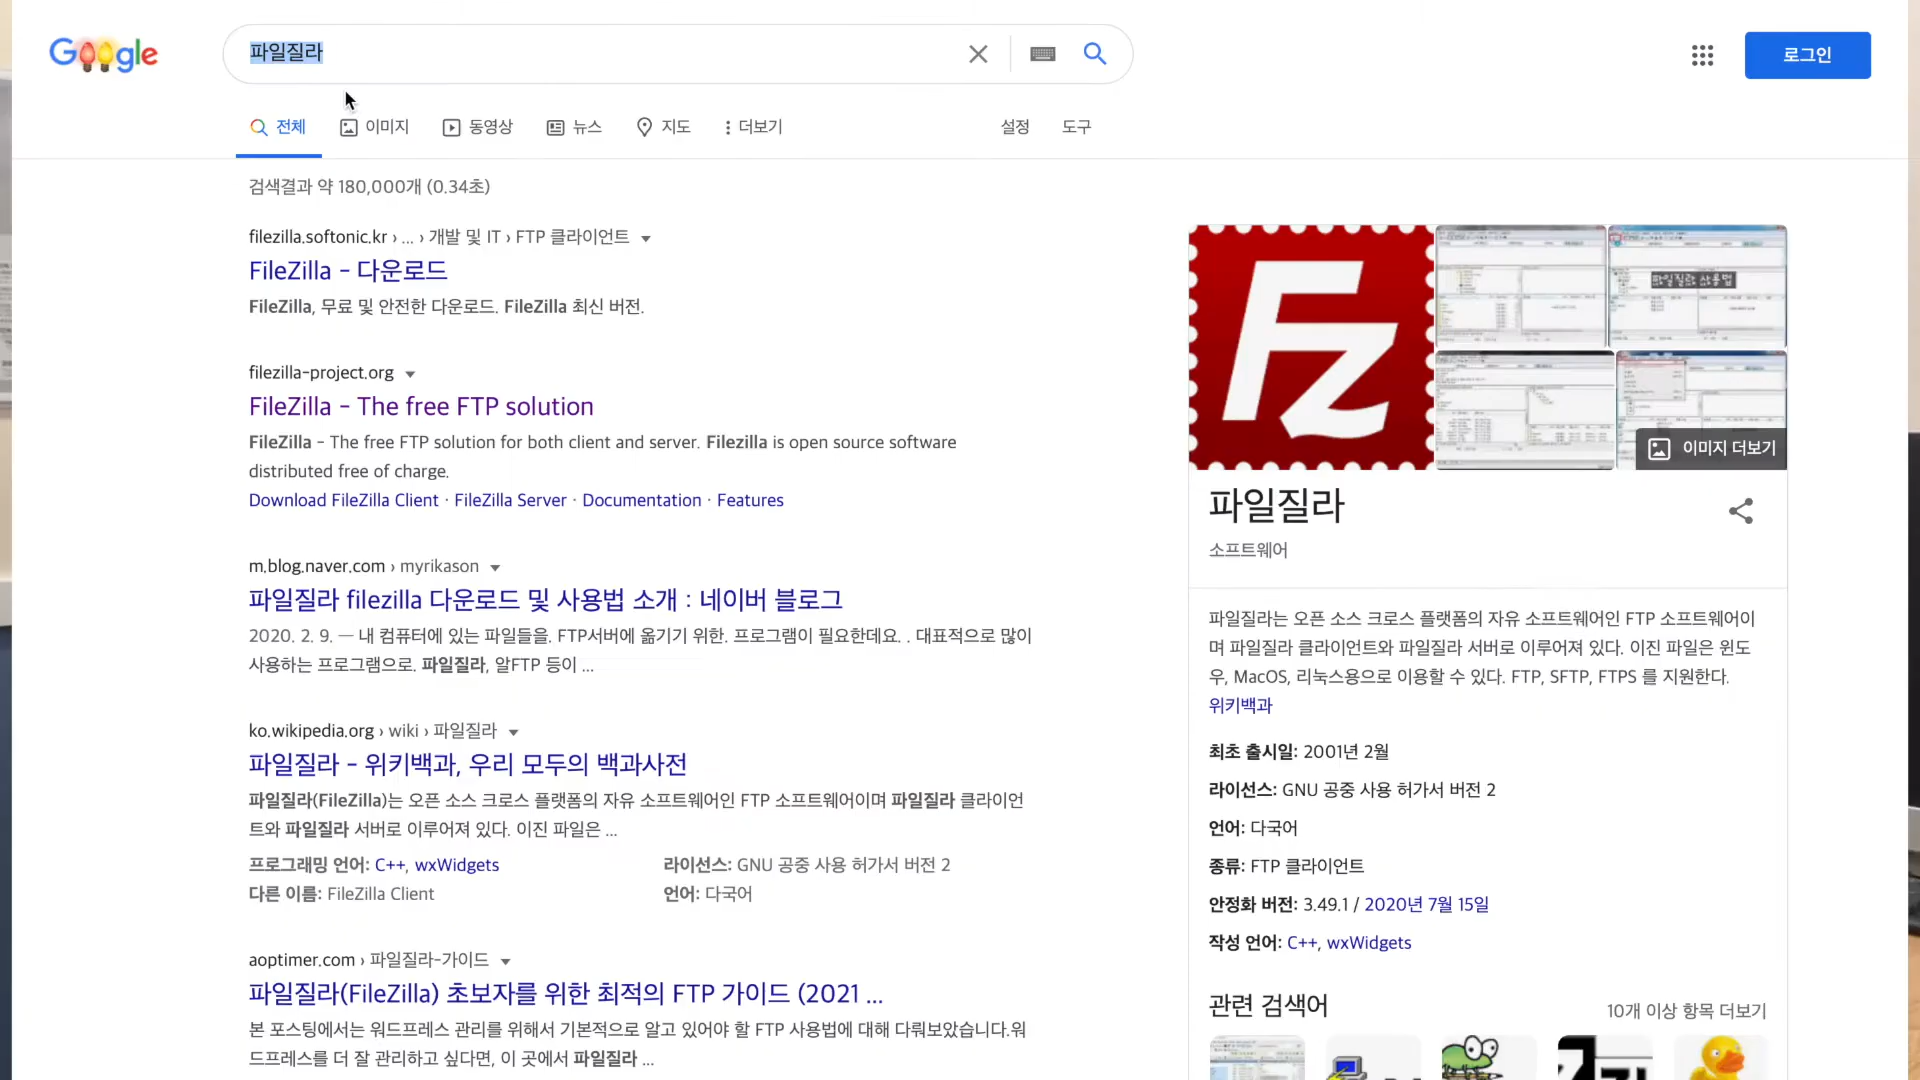 Google
파일질라
로그인
전체
이미지
동영상
뉴스
지도
더보기
설정
도구
검색결과 약 180,000개 (0.34초)
filezilla.softonic.kr › ... › 개발 및 IT › FTP 클라이언트
FileZilla - 다운로드
FileZilla, 무료 및 안전한 다운로드. FileZilla 최신 버전.
filezilla-project.org
FileZilla - The free FTP solution
FileZilla - The free FTP solution for both client and server. Filezilla is open source software
distributed free of charge.
Download FileZilla Client · FileZilla Server · Documentation · Features
m.blog.naver.com › myrikason
파일질라 filezilla 다운로드 및 사용법 소개 : 네이버 블로그
2020. 2. 9. — 내 컴퓨터에 있는 파일들을. FTP서버에 옮기기 위한. 프로그램이 필요한데요. . 대표적으로 많이
사용하는 프로그램으로. 파일질라, 알FTP 등이 ...
ko.wikipedia.org › wiki › 파일질라
파일질라 - 위키백과, 우리 모두의 백과사전
파일질라(FileZilla)는 오픈 소스 크로스 플랫폼의 자유 소프트웨어인 FTP 소프트웨어이며 파일질라 클라이언
트와 파일질라 서버로 이루어져 있다. 이진 파일은 ...
프로그래밍 언어: C++, wxWidgets
라이선스: GNU 공중 사용 허가서 버전 2
다른 이름: FileZilla Client
언어: 다국어
aoptimer.com › 파일질라-가이드
파일질라(FileZilla) 초보자를 위한 최적의 FTP 가이드 (2021 ...
본 포스팅에서는 워드프레스 관리를 위해서 기본적으로 알고 있어야 할 FTP 사용법에 대해 다뤄보았습니다.워
드프레스를 더 잘 관리하고 싶다면, 이 곳에서 파일질라 ...
Fz
파일질라 사용법
이미지 더보기
파일질라
소프트웨어
파일질라는 오픈 소스 크로스 플랫폼의 자유 소프트웨어인 FTP 소프트웨어이
며 파일질라 클라이언트와 파일질라 서버로 이루어져 있다. 이진 파일은 윈도
우, MacOS, 리눅스용으로 이용할 수 있다. FTP, SFTP, FTPS 를 지원한다.
위키백과
최초 출시일: 2001년 2월
라이선스: GNU 공중 사용 허가서 버전 2
언어: 다국어
종류: FTP 클라이언트
안정화 버전: 3.49.1 / 2020년 7월 15일
작성 언어: C++, wxWidgets
관련 검색어
10개 이상 항목 더보기